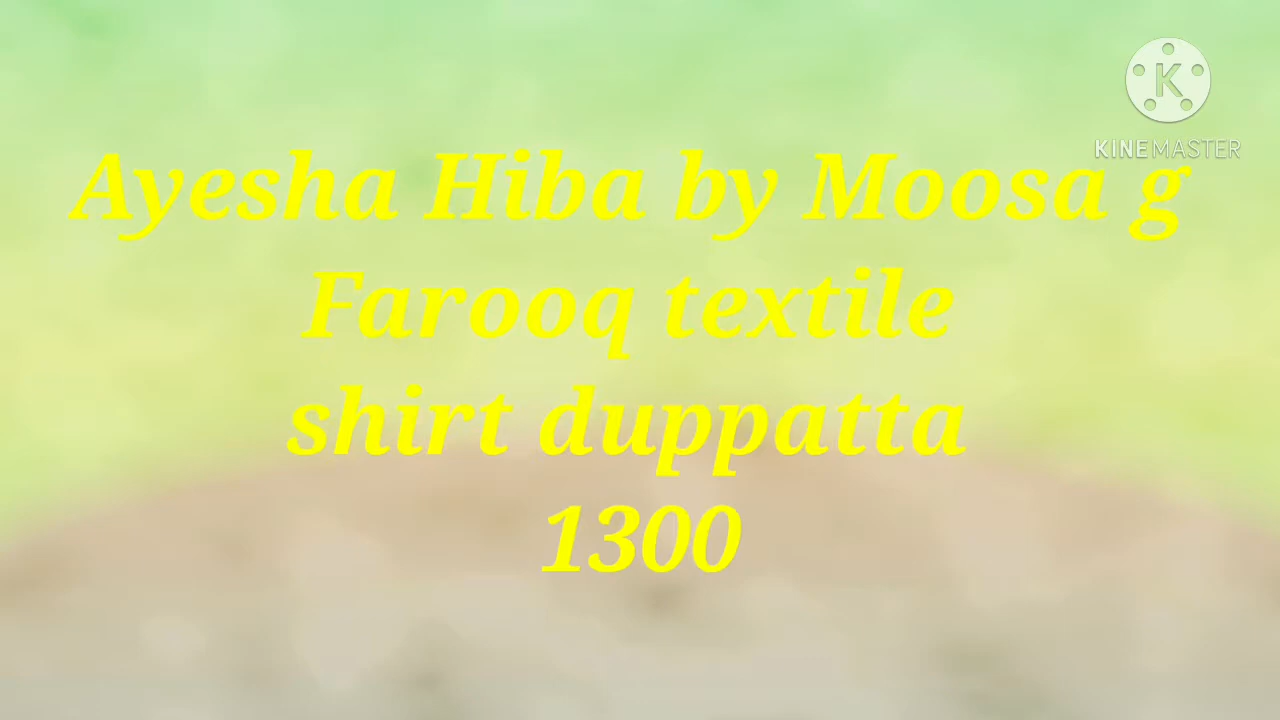 K
KINEMASTER
Ayesha Hiba by Moosa g
Farooq textile
shirt duppatta
1300